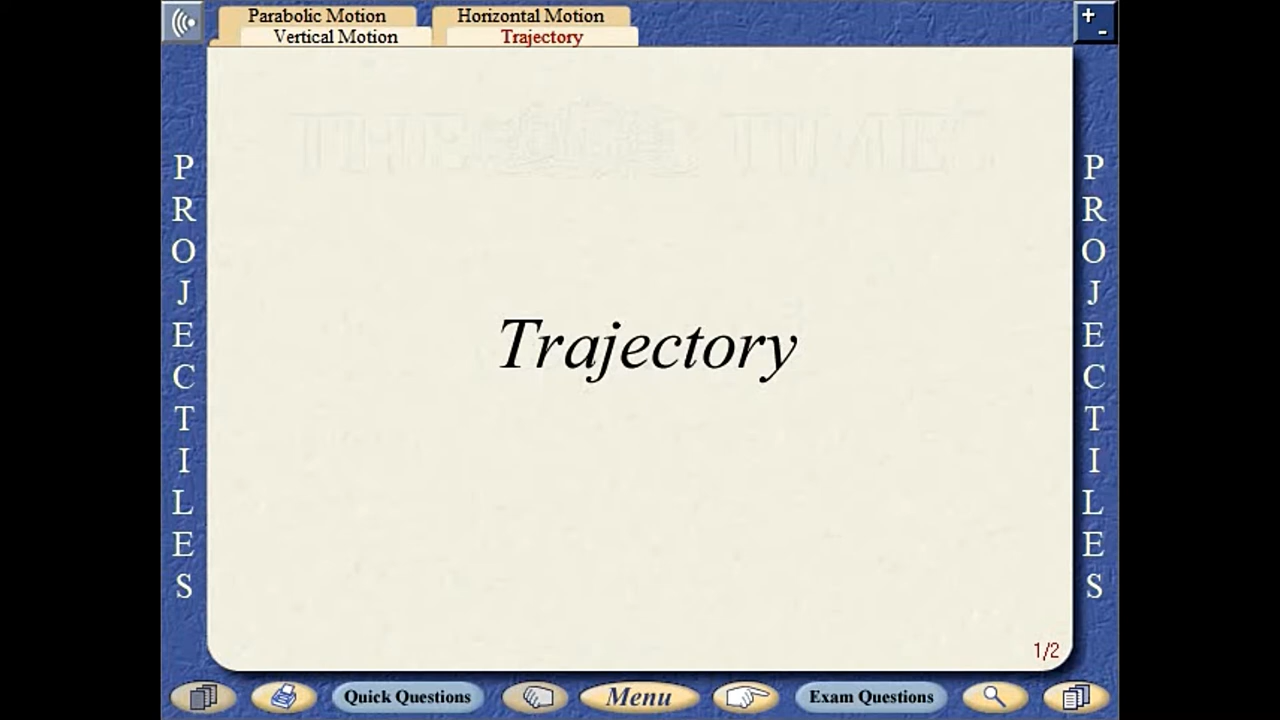 Parabolic Motion
Horizontal Motion
Vertical Motion
Trajectory
+
-
PROJECTILES
Trajectory
PROJECTILES
1/2
Quick Questions
Menu
Exam Questions